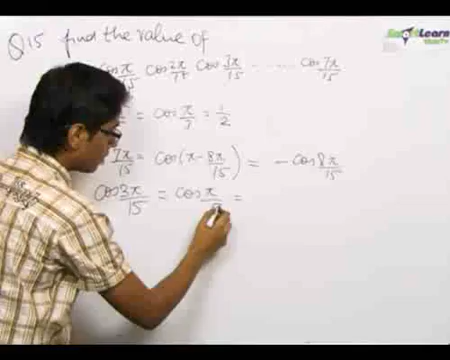 Q15 find the value of
cos π/15 cos 2π/15 cos 3π/15 ...... cos 7π/15
= cos π/3 = 1/2
7π/15 = cos(π - 8π/15) = - cos 8π/15
cos 3π/15 = cos π/5 =